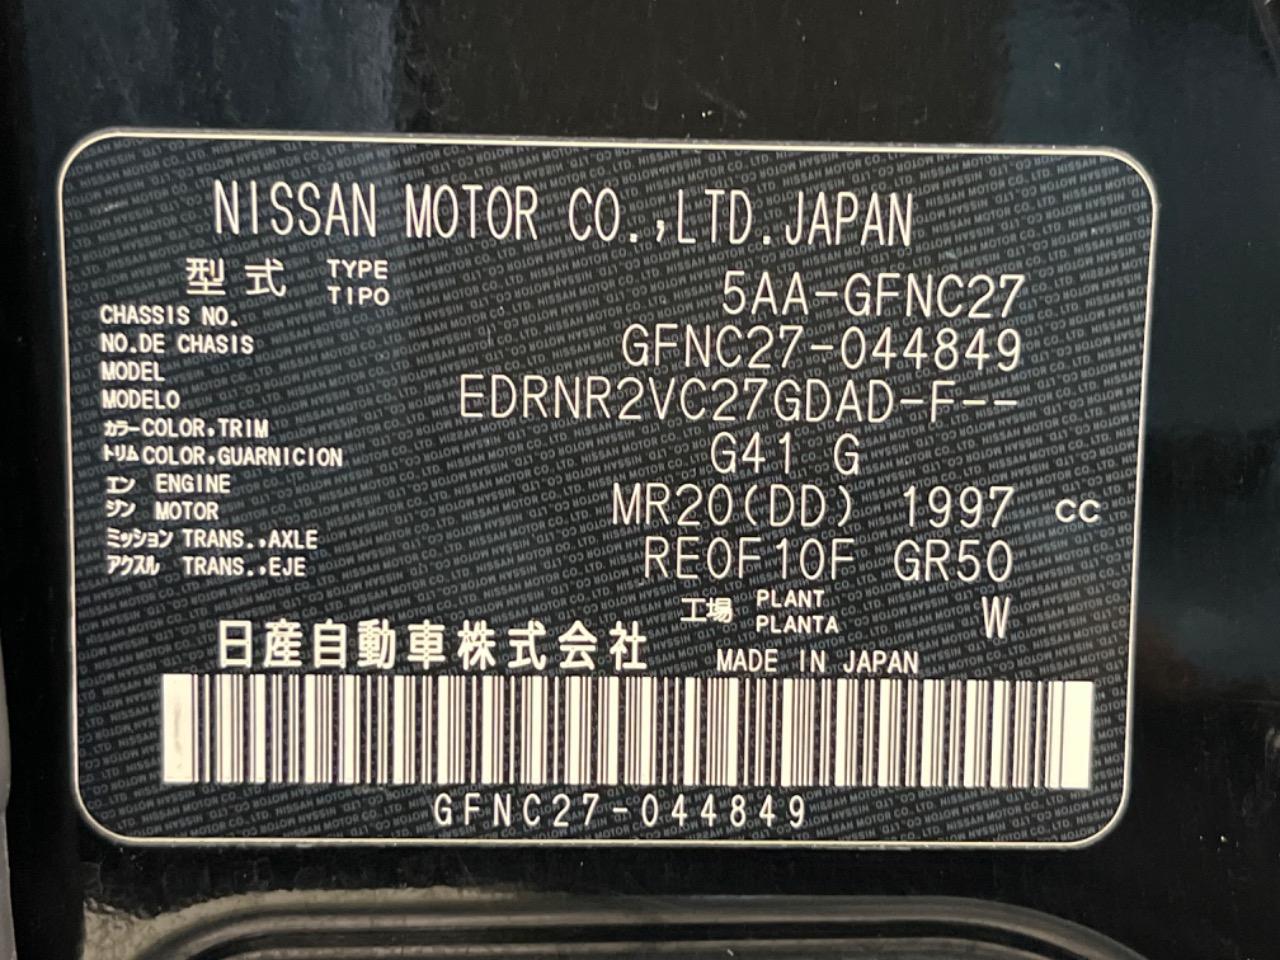 NISSAN MOTOR CO.,LTD.JAPAN
型式 TYPE TIPO 5AA-GFNC27
CHASSIS NO.
NO.DE CHASIS GFNC27-044849
MODEL
MODELO EDRNR2VC27GDAD-F--
カラー COLOR,TRIM
トリム COLOR,GUARNICION G41 G
エン ENGINE
ジン MOTOR MR20(DD) 1997 CC
ミッション TRANS.,AXLE
アクスル TRANS.,EJE RE0F10F GR50
工場 PLANT PLANTA W
日産自動車株式会社 MADE IN JAPAN
GFNC27-044849